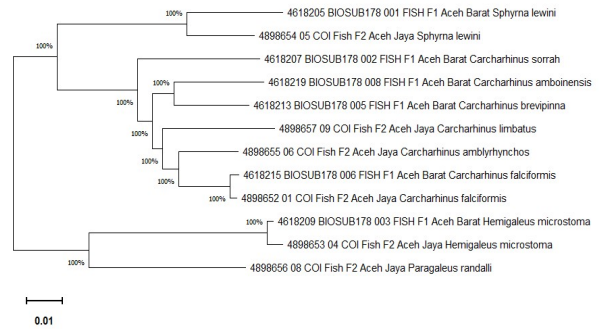 4618205 BIOSUB178 001 FISH F1 Aceh Barat Sphyrna lewini
100%
4898654 05 COI Fish F2 Aceh Jaya Sphyrna lewini
100%
4618207 BIOSUB178 002 FISH F1 Aceh Barat Carcharhinus sorrah
4618219 BIOSUB178 008 FISH F1 Aceh Barat Carcharhinus amboinensis
100%
100%
4618213 BIOSUB178 005 FISH F1 Aceh Barat Carcharhinus brevipinna
100%
4898657 09 COI Fish F2 Aceh Jaya Carcharhinus limbatus
100%
4898655 06 COI Fish F2 Aceh Jaya Carcharhinus amblyrhynchos
100%
4618215 BIOSUB178 006 FISH F1 Aceh Barat Carcharhinus falciformis
100%
4898652 01 COI Fish F2 Aceh Jaya Carcharhinus falciformis
100%
4618209 BIOSUB178 003 FISH F1 Aceh Barat Hemigaleus microstoma
4898653 04 COI Fish F2 Aceh Jaya Hemigaleus microstoma
100%
4898656 08 COI Fish F2 Aceh Jaya Paragaleus randalli
0.01